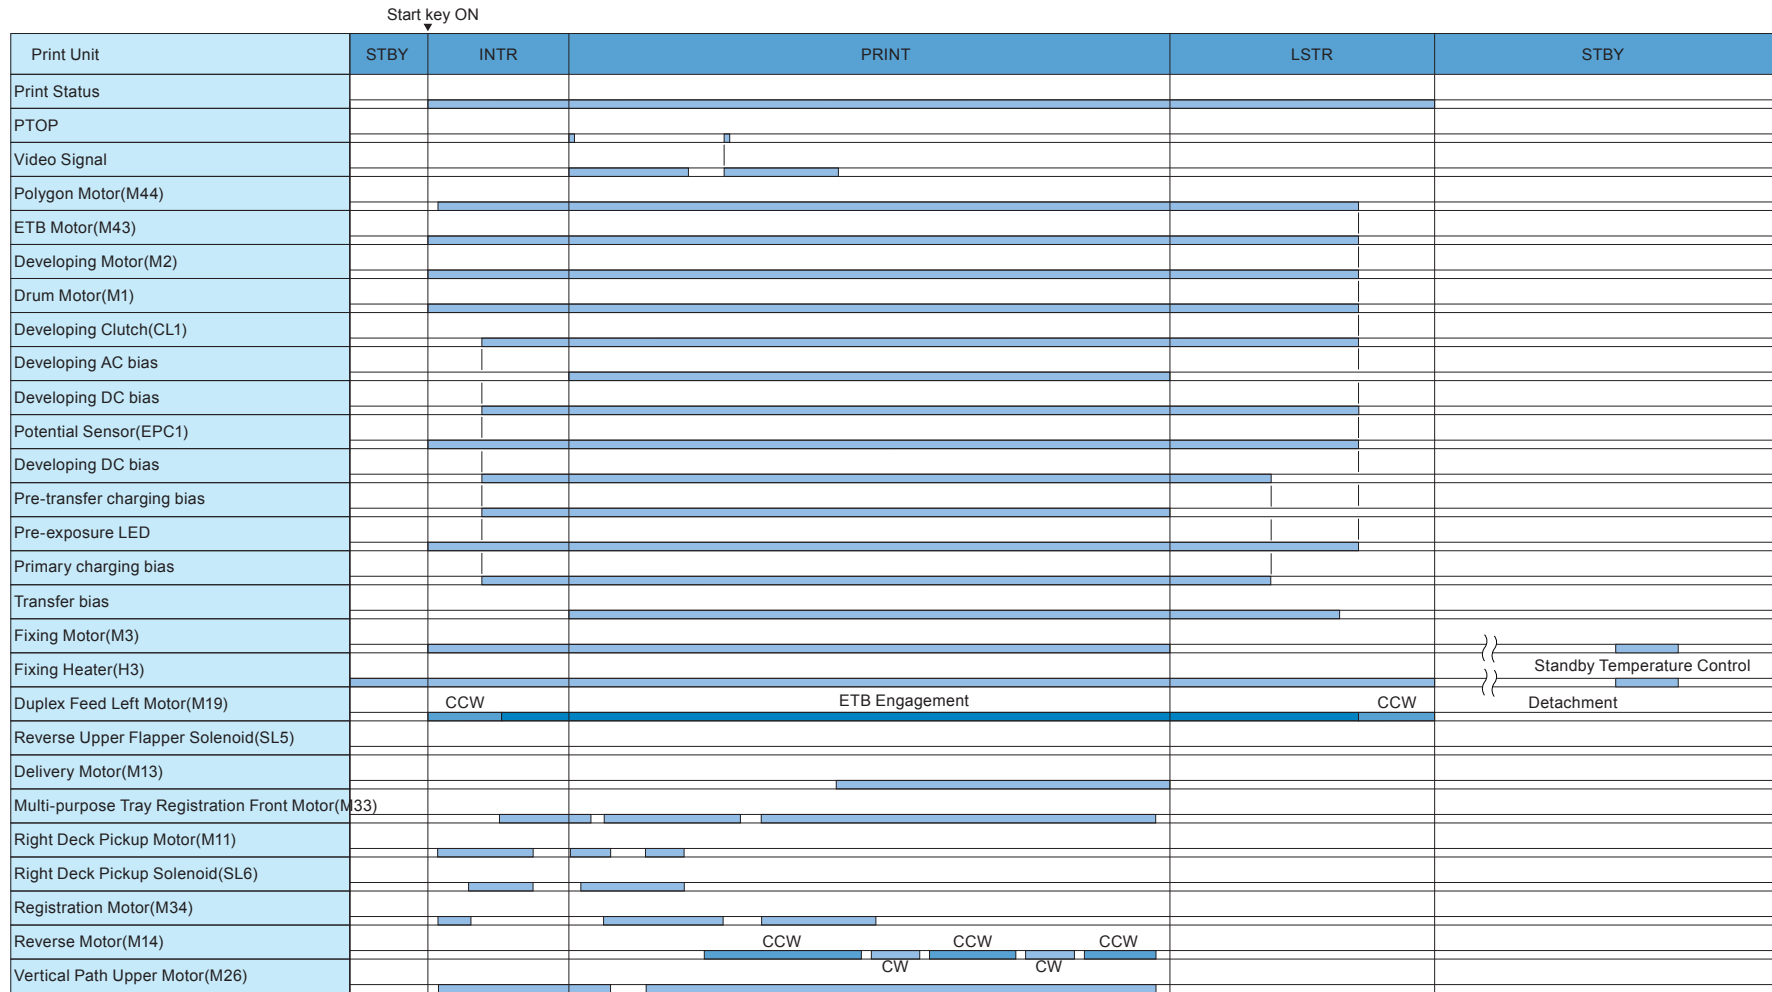 Start key ON
Print Unit STBY INTR PRINT LSTR STBY
Print Status
PTOP
Video Signal
Polygon Motor(M44)
ETB Motor(M43)
Developing Motor(M2)
Drum Motor(M1)
Developing Clutch(CL1)
Developing AC bias
Developing DC bias
Potential Sensor(EPC1)
Developing DC bias
Pre-transfer charging bias
Pre-exposure LED
Primary charging bias
Transfer bias
Fixing Motor(M3)
Fixing Heater(H3) Standby Temperature Control
Duplex Feed Left Motor(M19) CCW ETB Engagement CCW Detachment
Reverse Upper Flapper Solenoid(SL5)
Delivery Motor(M13)
Multi-purpose Tray Registration Front Motor(M33)
Right Deck Pickup Motor(M11)
Right Deck Pickup Solenoid(SL6)
Registration Motor(M34)
Reverse Motor(M14) CCW CCW CCW
CW CW
Vertical Path Upper Motor(M26)